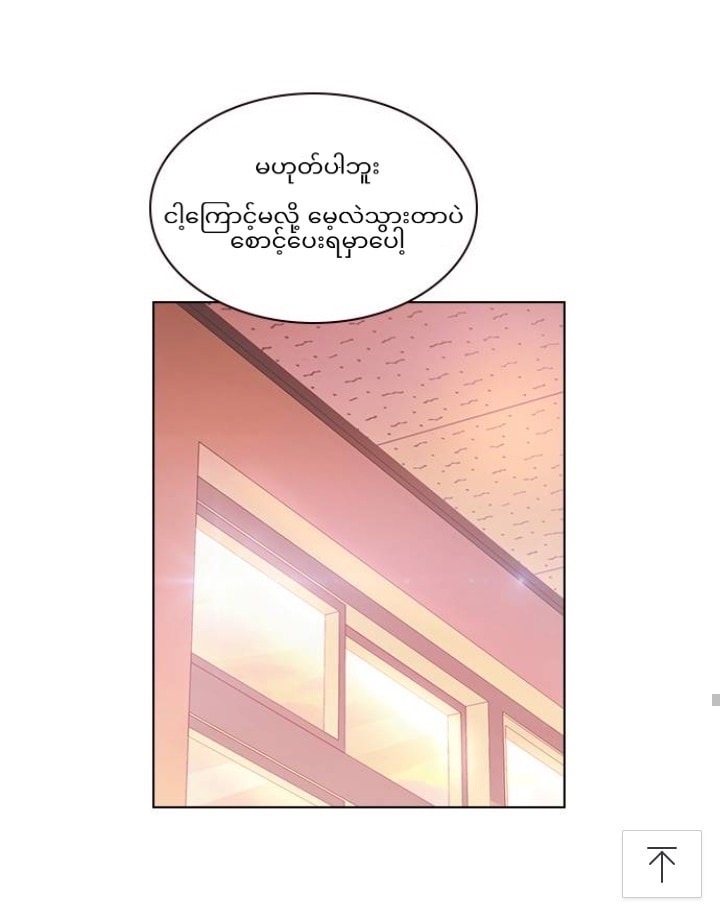 မဟုတ်ပါဘူး
ငါ့ကြောင့်မလို့ မေ့လဲသွားတာပဲ
စောင့်ပေးရမှာပေါ့